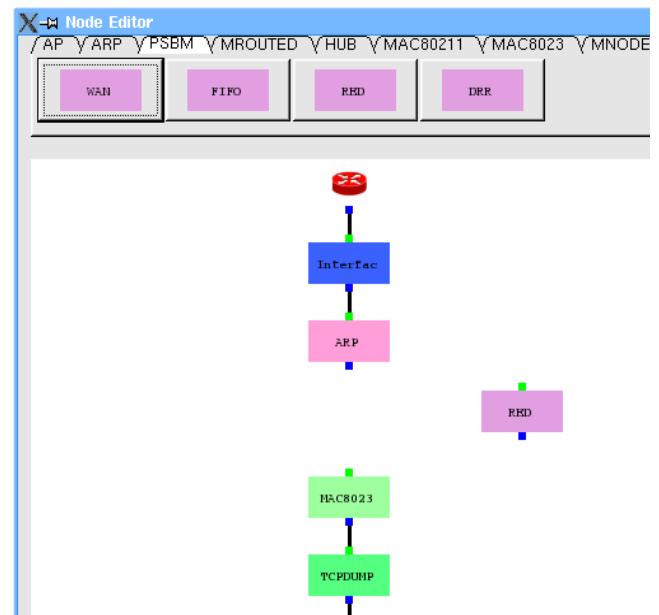 Node Editor
AP ARP PSBM MROUTED HUB MAC80211 MAC8023 MNODE
WAN FIFO RED DRR
Interfac
ARP
RED
MAC8023
TCPDUMP